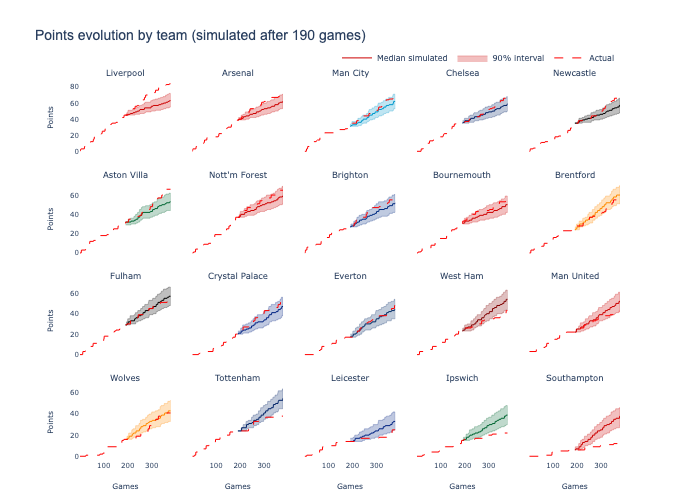 Points evolution by team (simulated after 190 games)
Median simulated 90% interval Actual
Liverpool Arsenal Man City Chelsea Newcastle
80
60
40
20
0
Points
Aston Villa Nott'm Forest Brighton Bournemouth Brentford
60
40
20
0
Points
Fulham Crystal Palace Everton West Ham Man United
60
40
20
0
Points
Wolves Tottenham Leicester Ipswich Southampton
60
40
20
0
Points
100 200 300 100 200 300 100 200 300 100 200 300 100 200 300
Games Games Games Games Games